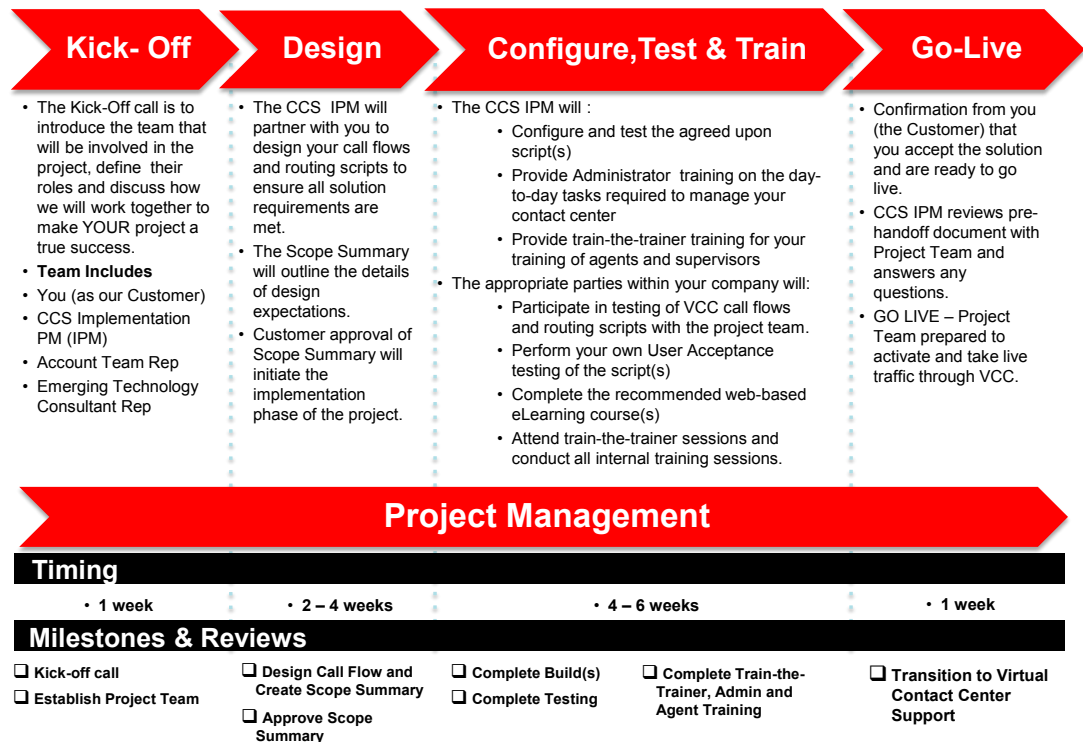 Kick- Off
Design
Configure,Test & Train
Go-Live
• The Kick-Off call is to
introduce the team that
will be involved in the
project, define their
roles and discuss how
we will work together to
make YOUR project a
true success.
• Team Includes
• You (as our Customer)
• CCS Implementation
PM (IPM)
• Account Team Rep
• Emerging Technology
Consultant Rep
• The CCS IPM will
partner with you to
design your call flows
and routing scripts to
ensure all solution
requirements are
met.
• The Scope Summary
will outline the details
of design
expectations.
• Customer approval of
Scope Summary will
initiate the
implementation
phase of the project.
• The CCS IPM will :
• Configure and test the agreed upon
script(s)
• Provide Administrator training on the day-
to-day tasks required to manage your
contact center
• Provide train-the-trainer training for your
training of agents and supervisors
• The appropriate parties within your company will:
• Participate in testing of VCC call flows
and routing scripts with the project team.
• Perform your own User Acceptance
testing of the script(s)
• Complete the recommended web-based
eLearning course(s)
• Attend train-the-trainer sessions and
conduct all internal training sessions.
• Confirmation from you
(the Customer) that
you accept the solution
and are ready to go
live.
• CCS IPM reviews pre-
handoff document with
Project Team and
answers any
questions.
• GO LIVE – Project
Team prepared to
activate and take live
traffic through VCC.
Project Management
Timing
• 1 week
• 2 – 4 weeks
• 4 – 6 weeks
• 1 week
Milestones & Reviews
❑ Kick-off call
❑ Establish Project Team
❑ Design Call Flow and
Create Scope Summary
❑ Approve Scope
Summary
❑ Complete Build(s)
❑ Complete Testing
❑ Complete Train-the-
Trainer, Admin and
Agent Training
❑ Transition to Virtual
Contact Center
Support